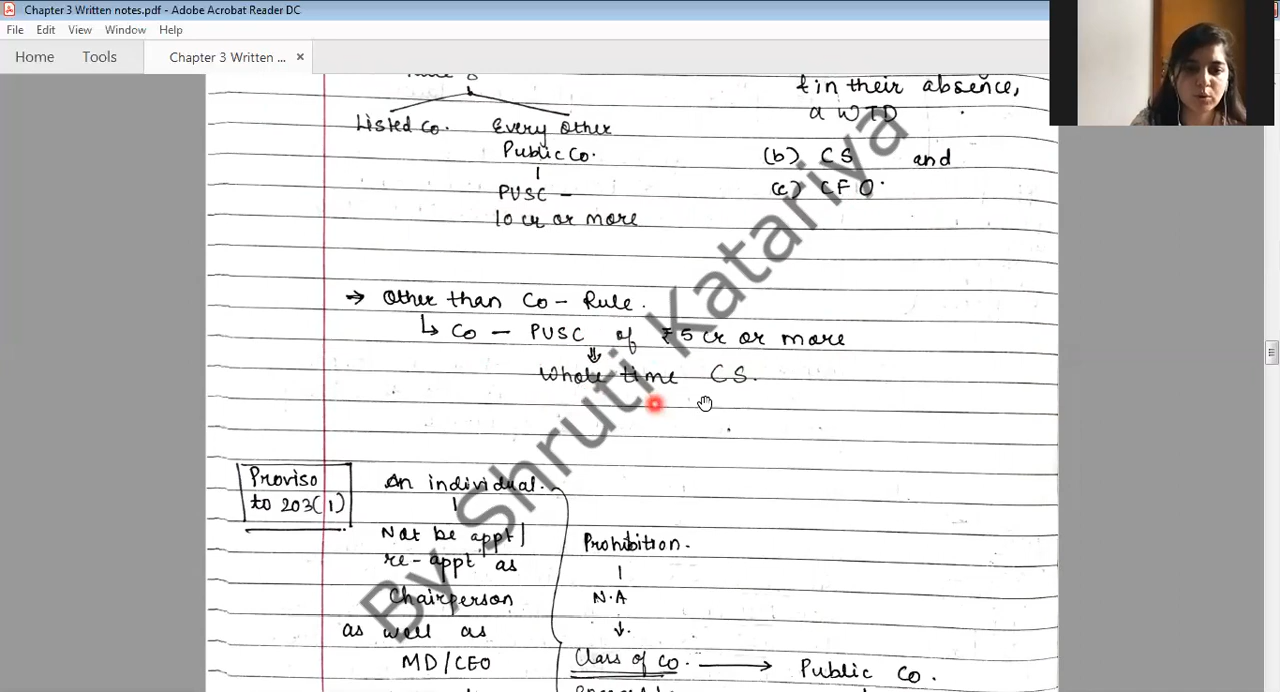 Chapter 3 Written notes.pdf - Adobe Acrobat Reader DC
File Edit View Window Help
Home Tools Chapter 3 Written ... ×
& in their absence,
a WTD
Listed Co. Every Other
Public Co.
PUSC -
10 cr or more
(b) CS and
(c) CFO.
→ Other than Co - Rule.
↳ Co - PUSC of ₹5 cr or more
⇓
Whole time CS.
Proviso
to 203(1)
An individual.
Not be appt/
re-appt as
Chairperson
as well as
MD/CEO
Prohibition.
N.A
↓.
Class of Co. → Public Co.
By Shruti Katariya